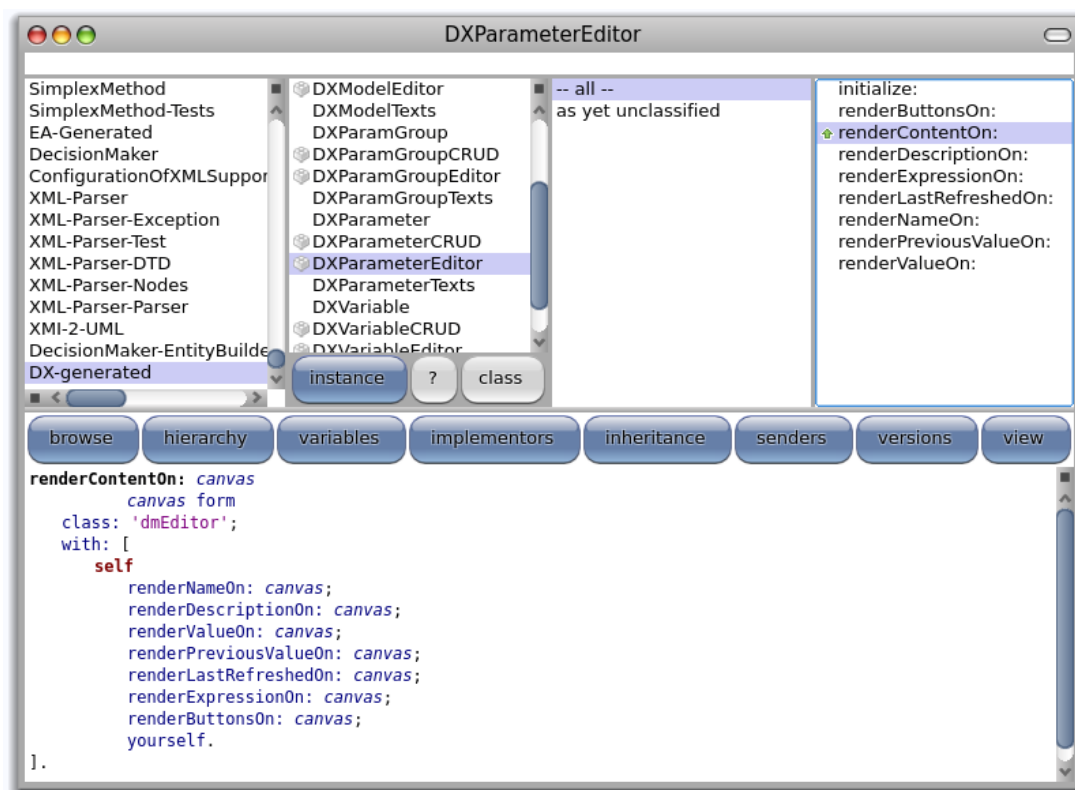 DXParameterEditor
SimplexMethod
SimplexMethod-Tests
EA-Generated
DecisionMaker
ConfigurationOfXMLSuppor
XML-Parser
XML-Parser-Exception
XML-Parser-Test
XML-Parser-DTD
XML-Parser-Nodes
XML-Parser-Parser
XMI-2-UML
DecisionMaker-EntityBuilde
DX-generated
DXModelEditor
DXModelTexts
DXParamGroup
DXParamGroupCRUD
DXParamGroupEditor
DXParamGroupTexts
DXParameter
DXParameterCRUD
DXParameterEditor
DXParameterTexts
DXVariable
DXVariableCRUD
DXVariableEditor
instance ? class
-- all --
as yet unclassified
initialize:
renderButtonsOn:
renderContentOn:
renderDescriptionOn:
renderExpressionOn:
renderLastRefreshedOn:
renderNameOn:
renderPreviousValueOn:
renderValueOn:
browse hierarchy variables implementors inheritance senders versions view
renderContentOn: canvas
canvas form
class: 'dmEditor';
with: [
self
renderNameOn: canvas;
renderDescriptionOn: canvas;
renderValueOn: canvas;
renderPreviousValueOn: canvas;
renderLastRefreshedOn: canvas;
renderExpressionOn: canvas;
renderButtonsOn: canvas;
yourself.
].